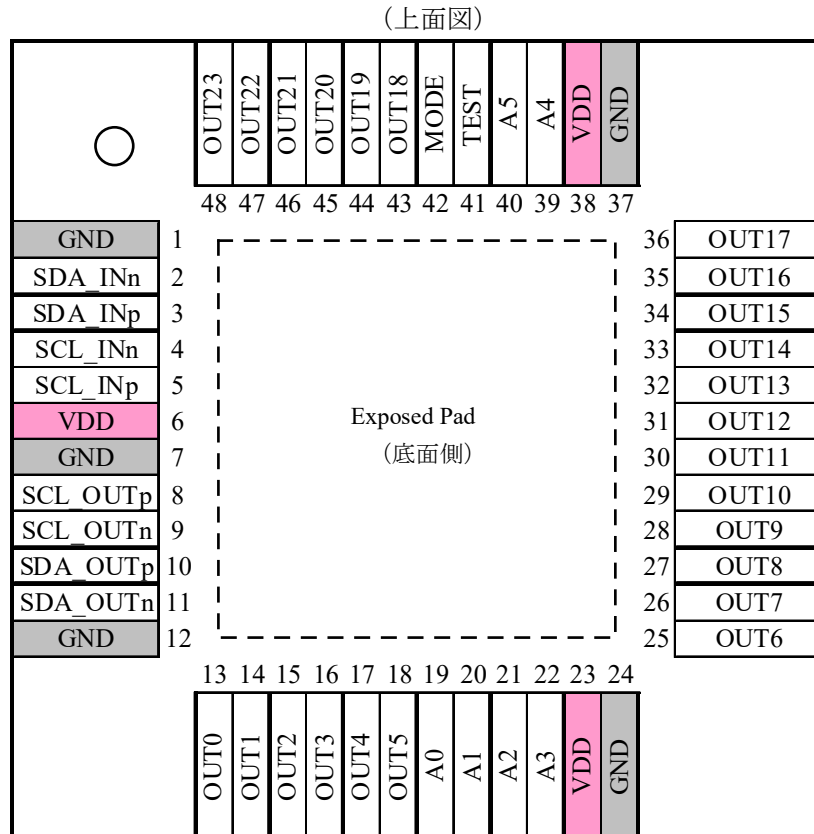 (上面図)
OUT23 OUT22 OUT21 OUT20 OUT19 OUT18 MODE TEST A5 A4 VDD GND
48 47 46 45 44 43 42 41 40 39 38 37
GND 1
SDA_INn 2
SDA_INp 3
SCL_INn 4
SCL_INp 5
VDD 6
GND 7
SCL_OUTp 8
SCL_OUTn 9
SDA_OUTp 10
SDA_OUTn 11
GND 12
Exposed Pad
(底面側)
36 OUT17
35 OUT16
34 OUT15
33 OUT14
32 OUT13
31 OUT12
30 OUT11
29 OUT10
28 OUT9
27 OUT8
26 OUT7
25 OUT6
13 14 15 16 17 18 19 20 21 22 23 24
OUT0 OUT1 OUT2 OUT3 OUT4 OUT5 A0 A1 A2 A3 VDD GND